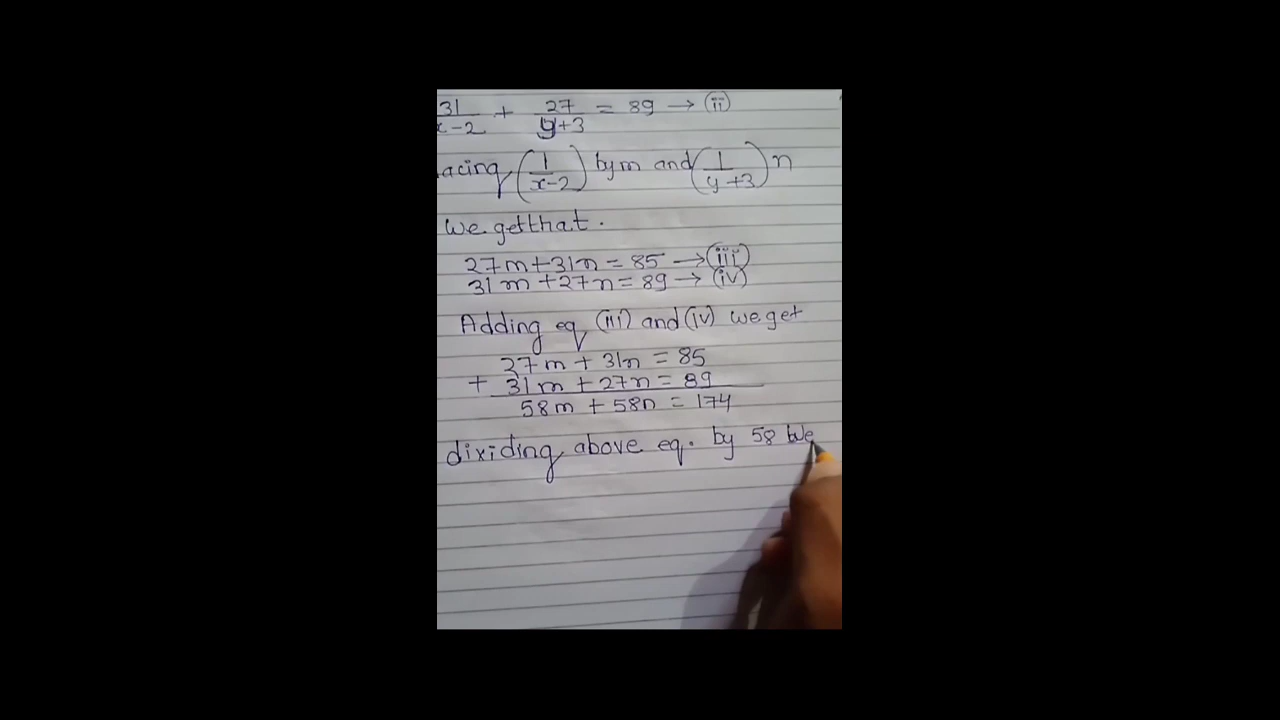 31/x-2 + 27/y+3 = 89 → (ii)
acing (1/x-2) by m and (1/y+3) n
we get that.
27m+31n = 85 → (iii)
31m+27n = 89 → (iv)
Adding eq (iii) and (iv) we get
27m + 31n = 85
+ 31m + 27n = 89
58m + 58n = 174
dixiding above eq. by 58 We